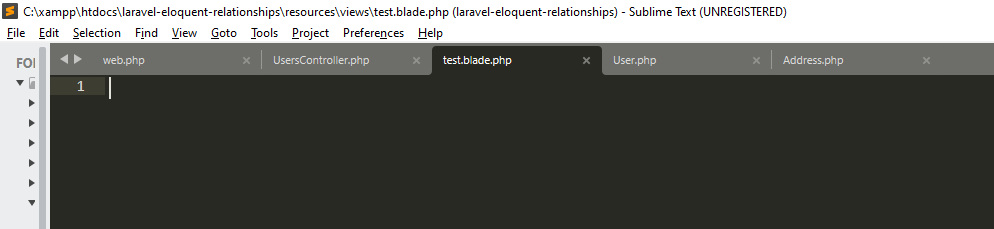 C:\xampp\htdocs\laravel-eloquent-relationships\resources\views\test.blade.php (laravel-eloquent-relationships) - Sublime Text (UNREGISTERED)
File Edit Selection Find View Goto Tools Project Preferences Help
FO
web.php × UsersController.php × test.blade.php × User.php × Address.php ×
1